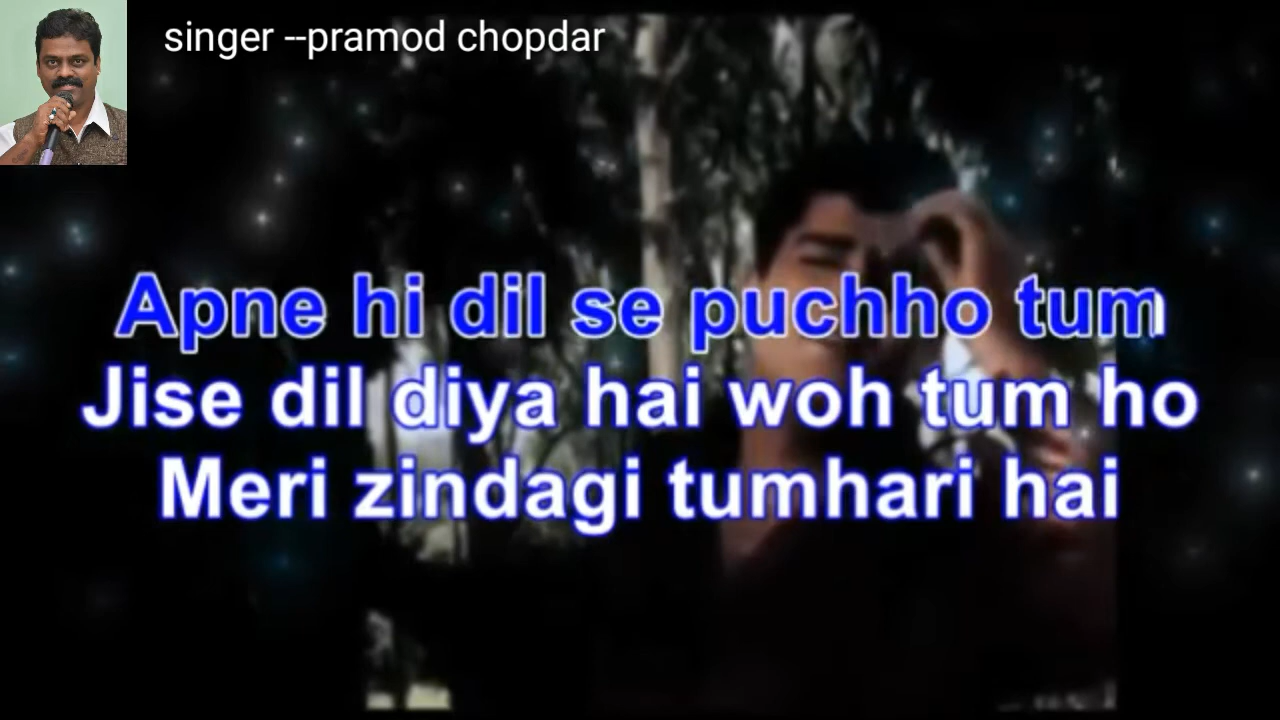 singer --pramod chopdar
Apne hi dil se puchho tum
Jise dil diya hai woh tum ho
Meri zindagi tumhari hai